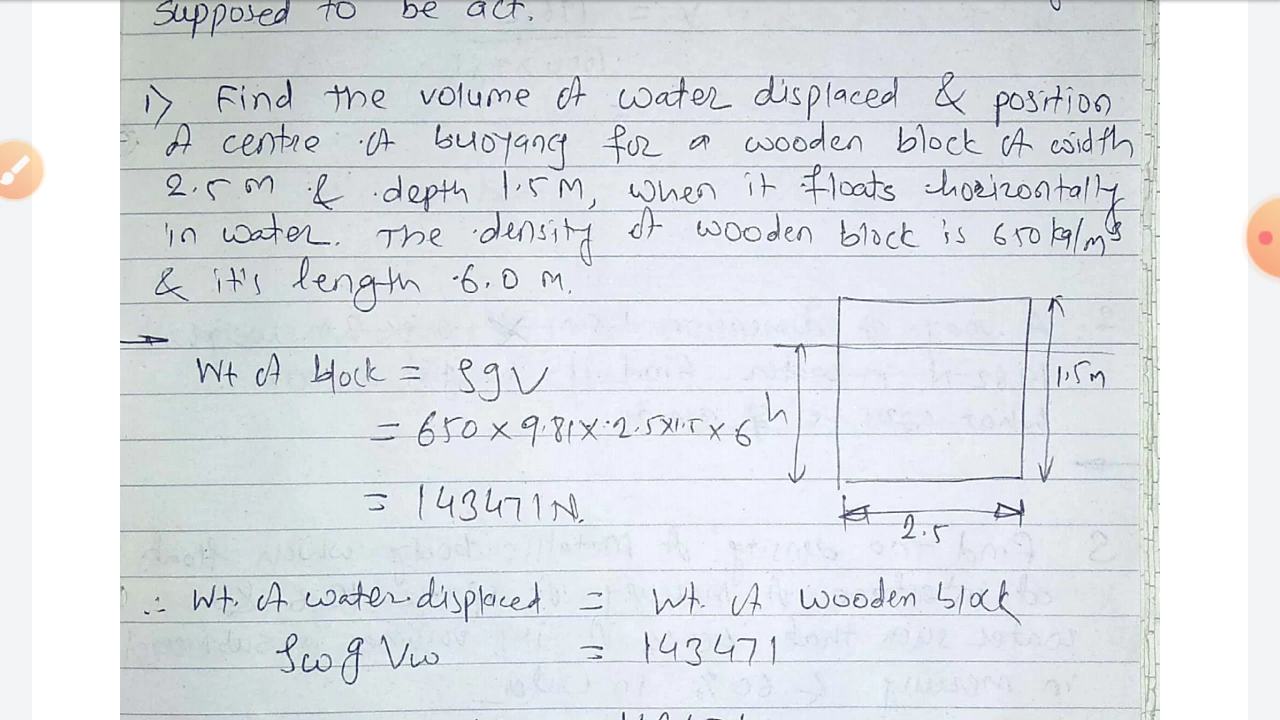 supposed to be act.
1) Find the volume of water displaced & position
of centre of buoyang for a wooden block of width
2.5 m & depth 1.5 M, when it floats horizontally
in water. The density of wooden block is 650 kg/m³
& it's length 6.0 m.
Wt of block = ρgV
= 650 × 9.81 × 2.5 × 1.5 × 6
= 143471 N.
h
1.5m
2.5
∴ Wt. of water displaced = Wt. of wooden block
ρw g Vw = 143471